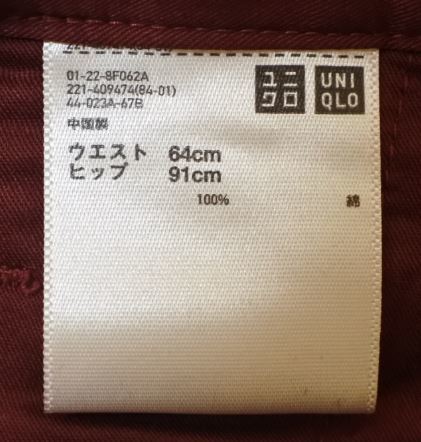 01-22-8F062A
221-409474(84-01)
44-023A-67B
中国製
ユニ
クロ
UNI
QLO
ウエスト 64cm
ヒップ 91cm
100% 綿